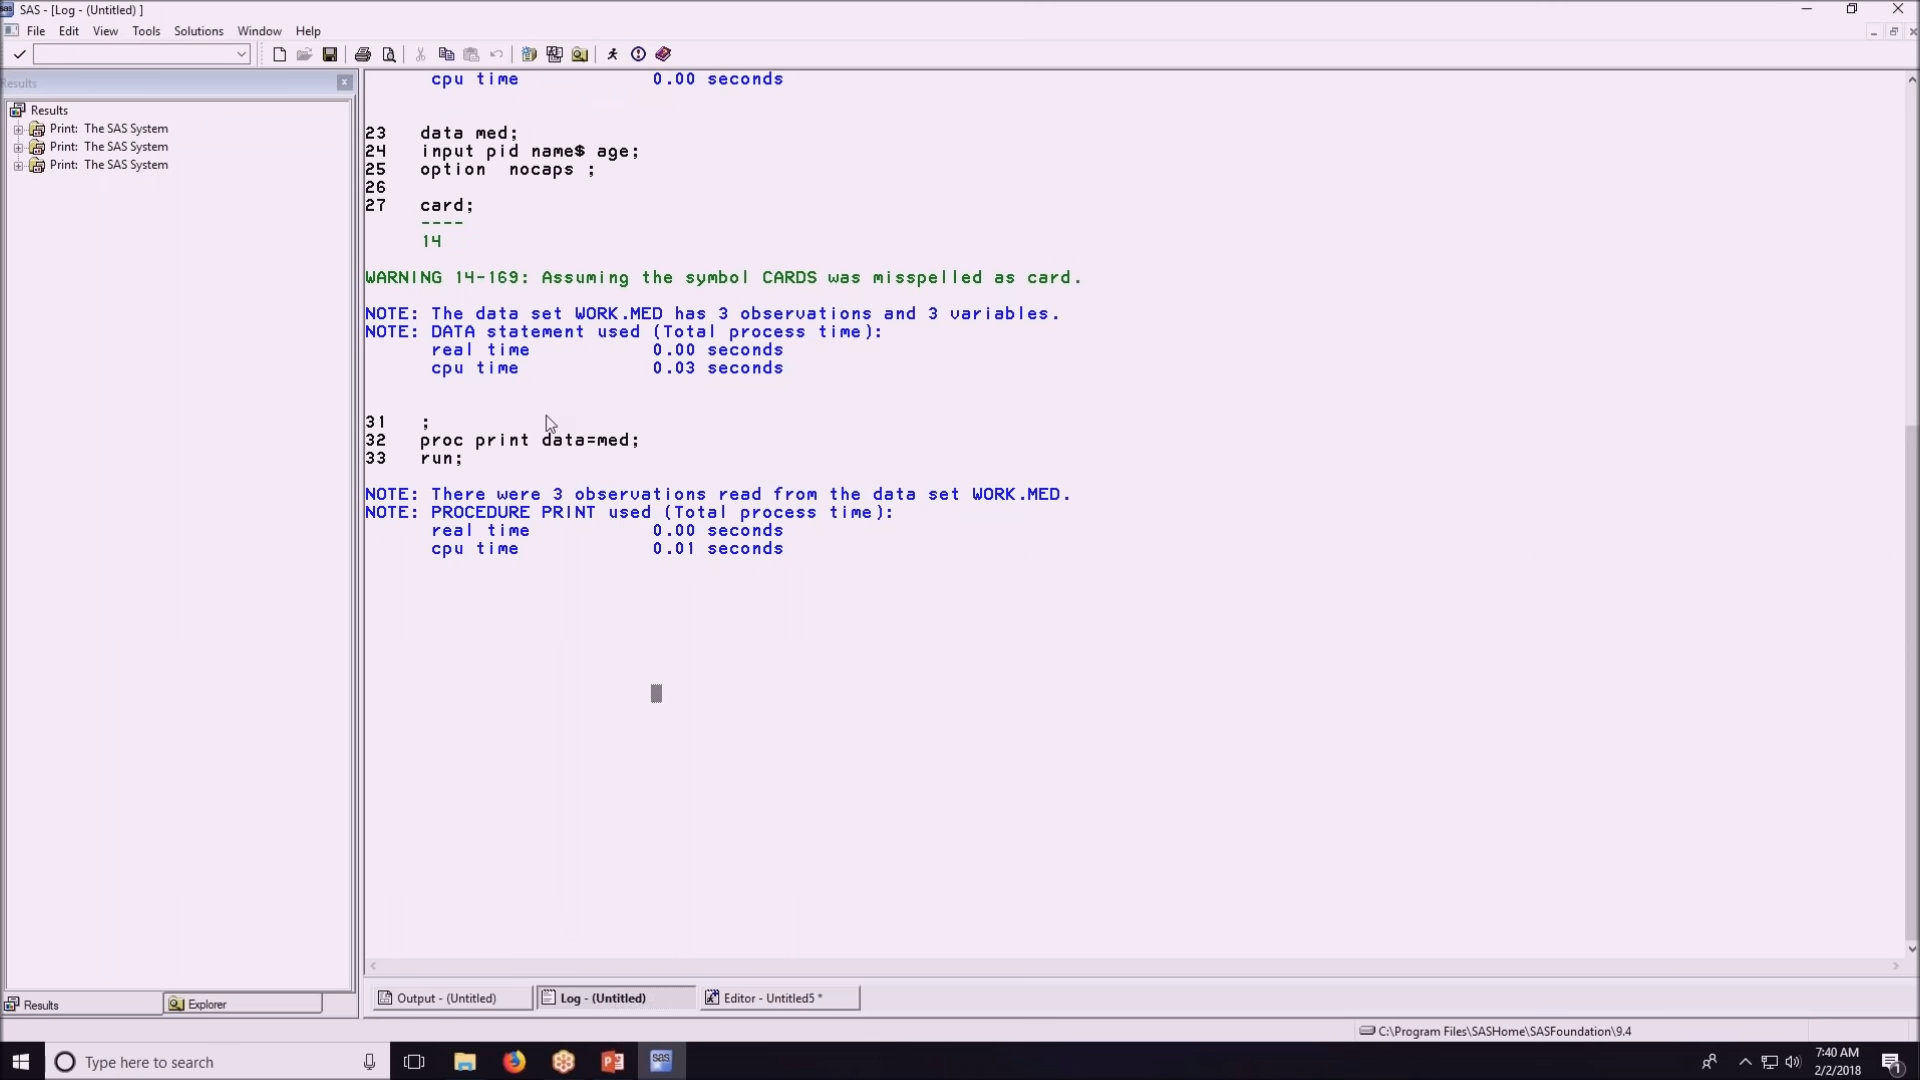 SAS - [Log - (Untitled) ]
File Edit View Tools Solutions Window Help
Results
Results
Print: The SAS System
Print: The SAS System
Print: The SAS System
cpu time 0.00 seconds
23 data med;
24 input pid name$ age;
25 option nocaps ;
26
27 card;
----
14
WARNING 14-169: Assuming the symbol CARDS was misspelled as card.
NOTE: The data set WORK.MED has 3 observations and 3 variables.
NOTE: DATA statement used (Total process time):
real time 0.00 seconds
cpu time 0.03 seconds
31 ;
32 proc print data=med;
33 run;
NOTE: There were 3 observations read from the data set WORK.MED.
NOTE: PROCEDURE PRINT used (Total process time):
real time 0.00 seconds
cpu time 0.01 seconds
Results Explorer
Output - (Untitled) Log - (Untitled) Editor - Untitled5 *
C:\Program Files\SASHome\SASFoundation\9.4
Type here to search
sas
7:40 AM
2/2/2018
1